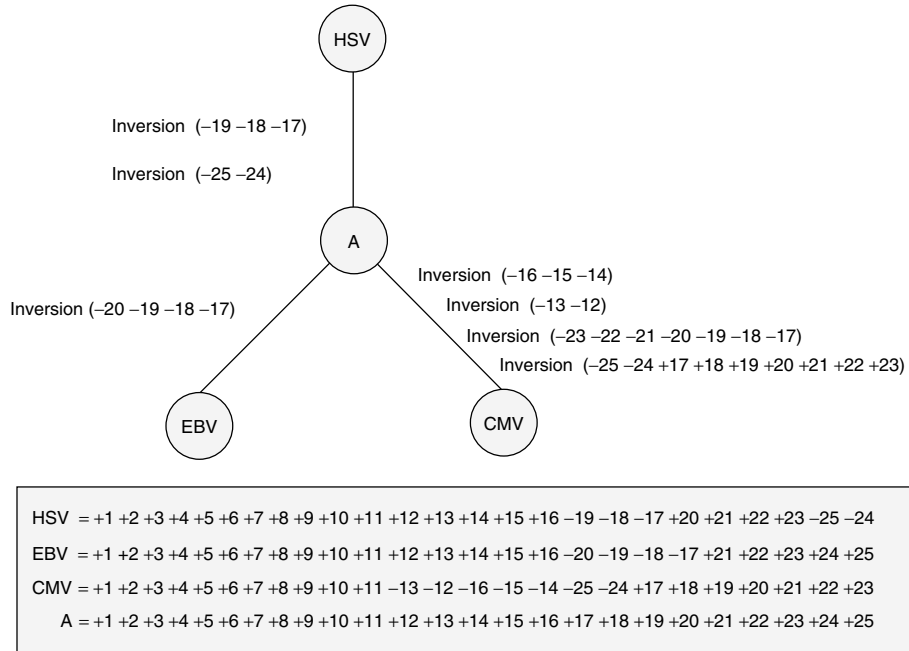 HSV
Inversion (−19 −18 −17)
Inversion (−25 −24)
A
Inversion (−16 −15 −14)
Inversion (−13 −12)
Inversion (−20 −19 −18 −17)
Inversion (−23 −22 −21 −20 −19 −18 −17)
Inversion (−25 −24 +17 +18 +19 +20 +21 +22 +23)
EBV
CMV
HSV = +1 +2 +3 +4 +5 +6 +7 +8 +9 +10 +11 +12 +13 +14 +15 +16 −19 −18 −17 +20 +21 +22 +23 −25 −24
EBV = +1 +2 +3 +4 +5 +6 +7 +8 +9 +10 +11 +12 +13 +14 +15 +16 −20 −19 −18 −17 +21 +22 +23 +24 +25
CMV = +1 +2 +3 +4 +5 +6 +7 +8 +9 +10 +11 −13 −12 −16 −15 −14 −25 −24 +17 +18 +19 +20 +21 +22 +23
A = +1 +2 +3 +4 +5 +6 +7 +8 +9 +10 +11 +12 +13 +14 +15 +16 +17 +18 +19 +20 +21 +22 +23 +24 +25